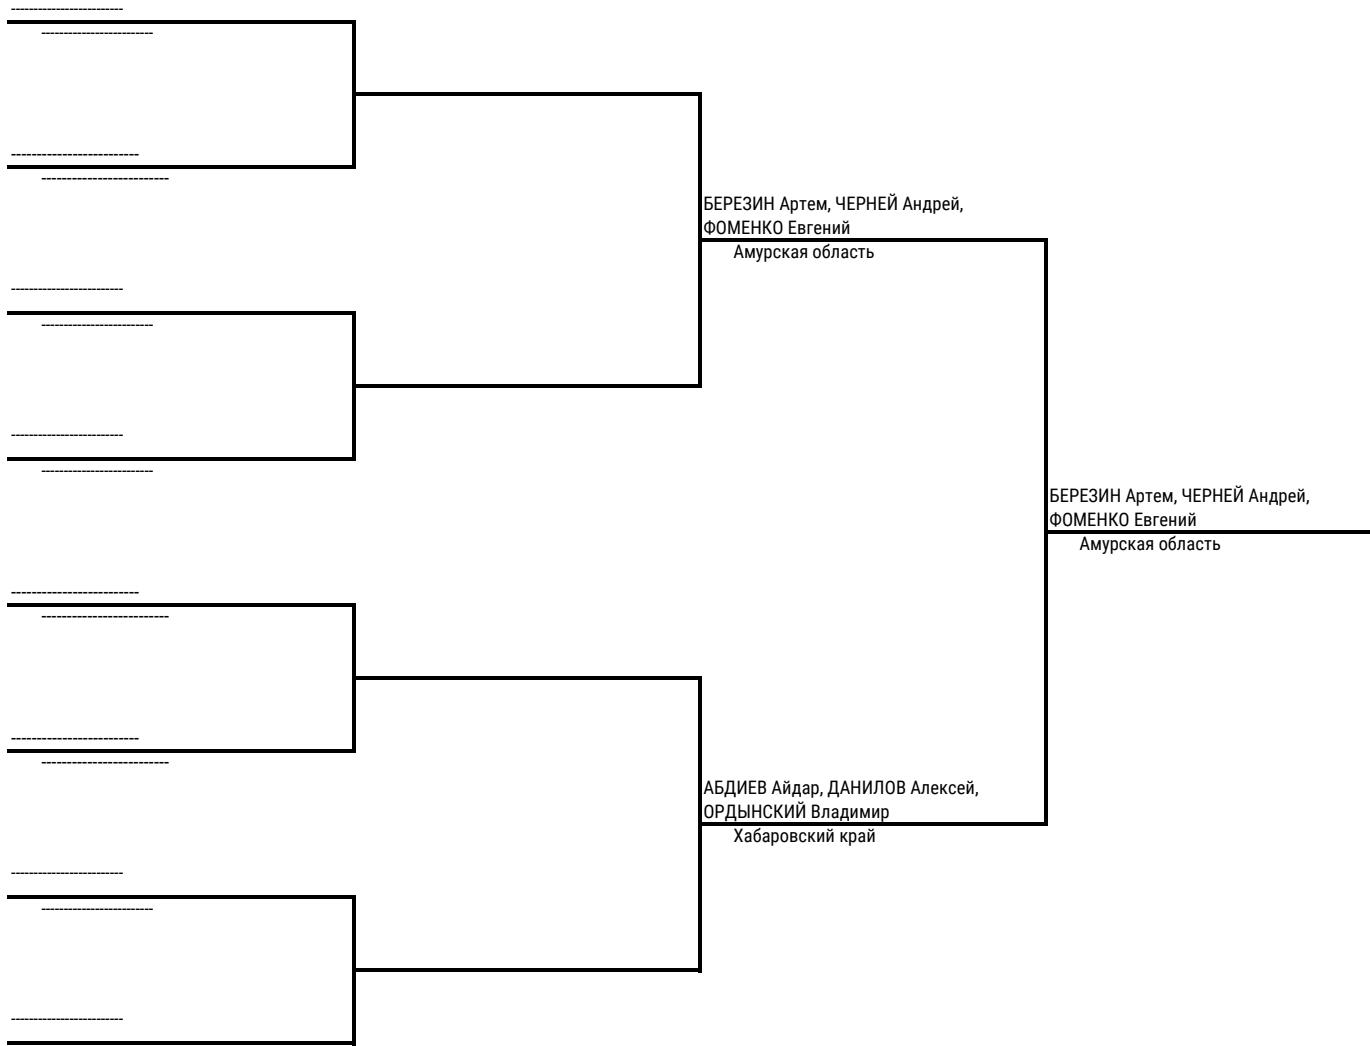 БЕРЕЗИН Артем, ЧЕРНЕЙ Андрей,
ФОМЕНКО Евгений
Амурская область
БЕРЕЗИН Артем, ЧЕРНЕЙ Андрей,
ФОМЕНКО Евгений
Амурская область
АБДИЕВ Айдар, ДАНИЛОВ Алексей,
ОРДЫНСКИЙ Владимир
Хабаровский край